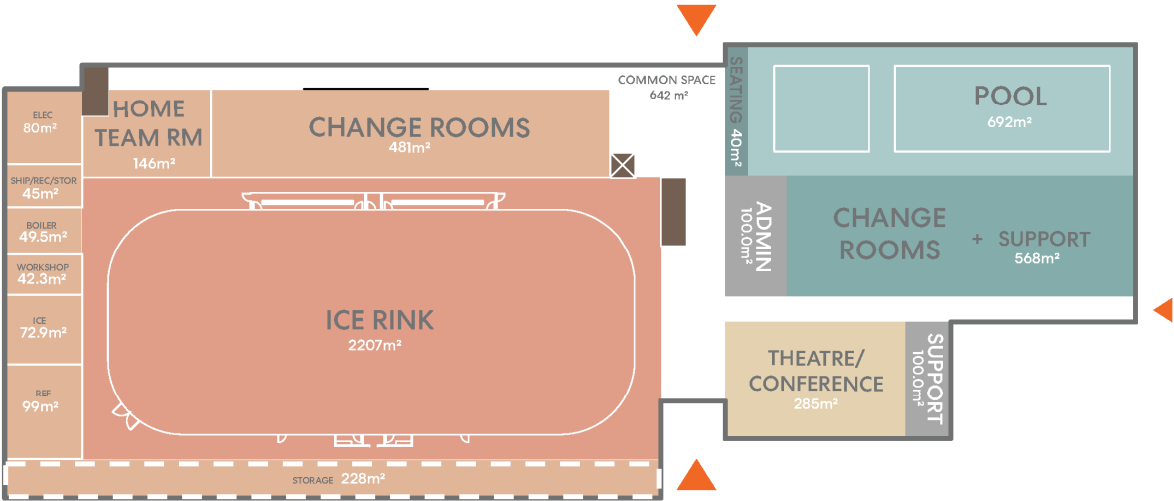 ELEC
80m²
HOME
TEAM RM
146m²
CHANGE ROOMS
481m²
COMMON SPACE
642 m²
SEATING 40m²
POOL
692m²
SHIP/REC/STOR
45m²
BOILER
49.5m²
WORKSHOP
42.3m²
ICE
72.9m²
REF
99m²
ICE RINK
2207m²
ADMIN
100.0m²
CHANGE
ROOMS
+ SUPPORT
568m²
THEATRE/
CONFERENCE
285m²
SUPPORT
100.0m²
STORAGE 228m²